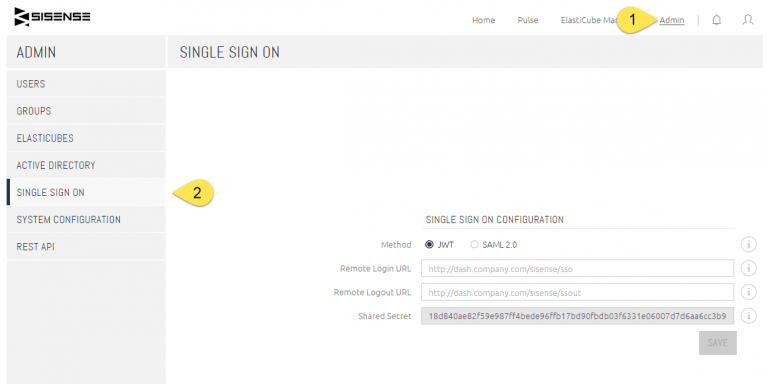 SISENSE
Home Pulse ElastiCube Mar 1 Admin
ADMIN
SINGLE SIGN ON
USERS
GROUPS
ELASTICUBES
ACTIVE DIRECTORY
SINGLE SIGN ON
2
SYSTEM CONFIGURATION
REST API
SINGLE SIGN ON CONFIGURATION
Method JWT SAML 2.0
Remote Login URL http://dash.company.com/sisense/sso
Remote Logout URL http://dash.company.com/sisense/ssout
Shared Secret 18d840ae82f59e987ff4bede96ffb17bd90fbdb03f6331e06007d7d6aa6cc3b9
SAVE